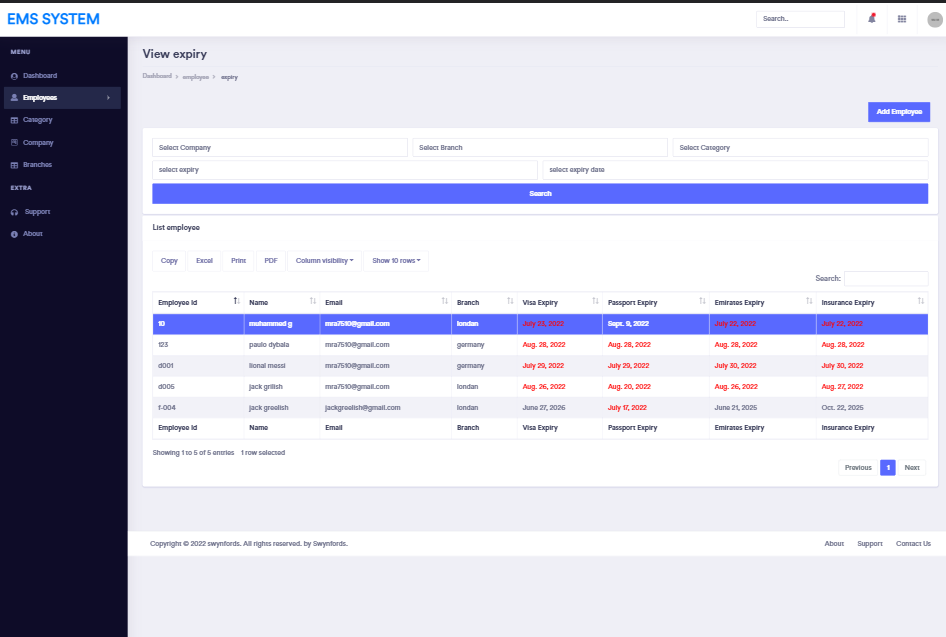 EMS SYSTEM
Search..
MENU
Dashboard
Employees
Category
Company
Branches
EXTRA
Support
About
View expiry
Dashboard > employee > expiry
Add Employee
Select Company Select Branch Select Category
select expiry select expiry date
Search
List employee
Copy Excel Print PDF Column visibility Show 10 rows
Search:
Employee Id Name Email Branch Visa Expiry Passport Expiry Emirates Expiry Insurance Expiry
10 muhammed g mra7510@gmail.com londan July 23, 2022 Sept. 9, 2022 July 22, 2022 July 22, 2022
123 paulo dybala mra7510@gmail.com germany Aug. 28, 2022 Aug. 28, 2022 Aug. 28, 2022 Aug. 28, 2022
d001 lional messi mra7510@gmail.com germany July 29, 2022 July 29, 2022 July 30, 2022 July 30, 2022
d005 jack grilish mra7510@gmail.com londan Aug. 26, 2022 Aug. 20, 2022 Aug. 26, 2022 Aug. 27, 2022
f-004 jack greelish jackgreelish@gmail.com londan June 27, 2026 July 17, 2022 June 21, 2025 Oct. 22, 2025
Employee Id Name Email Branch Visa Expiry Passport Expiry Emirates Expiry Insurance Expiry
Showing 1 to 5 of 5 entries 1 row selected
Previous 1 Next
Copyright © 2022 swynfords. All rights reserved. by Swynfords.
About Support Contact Us